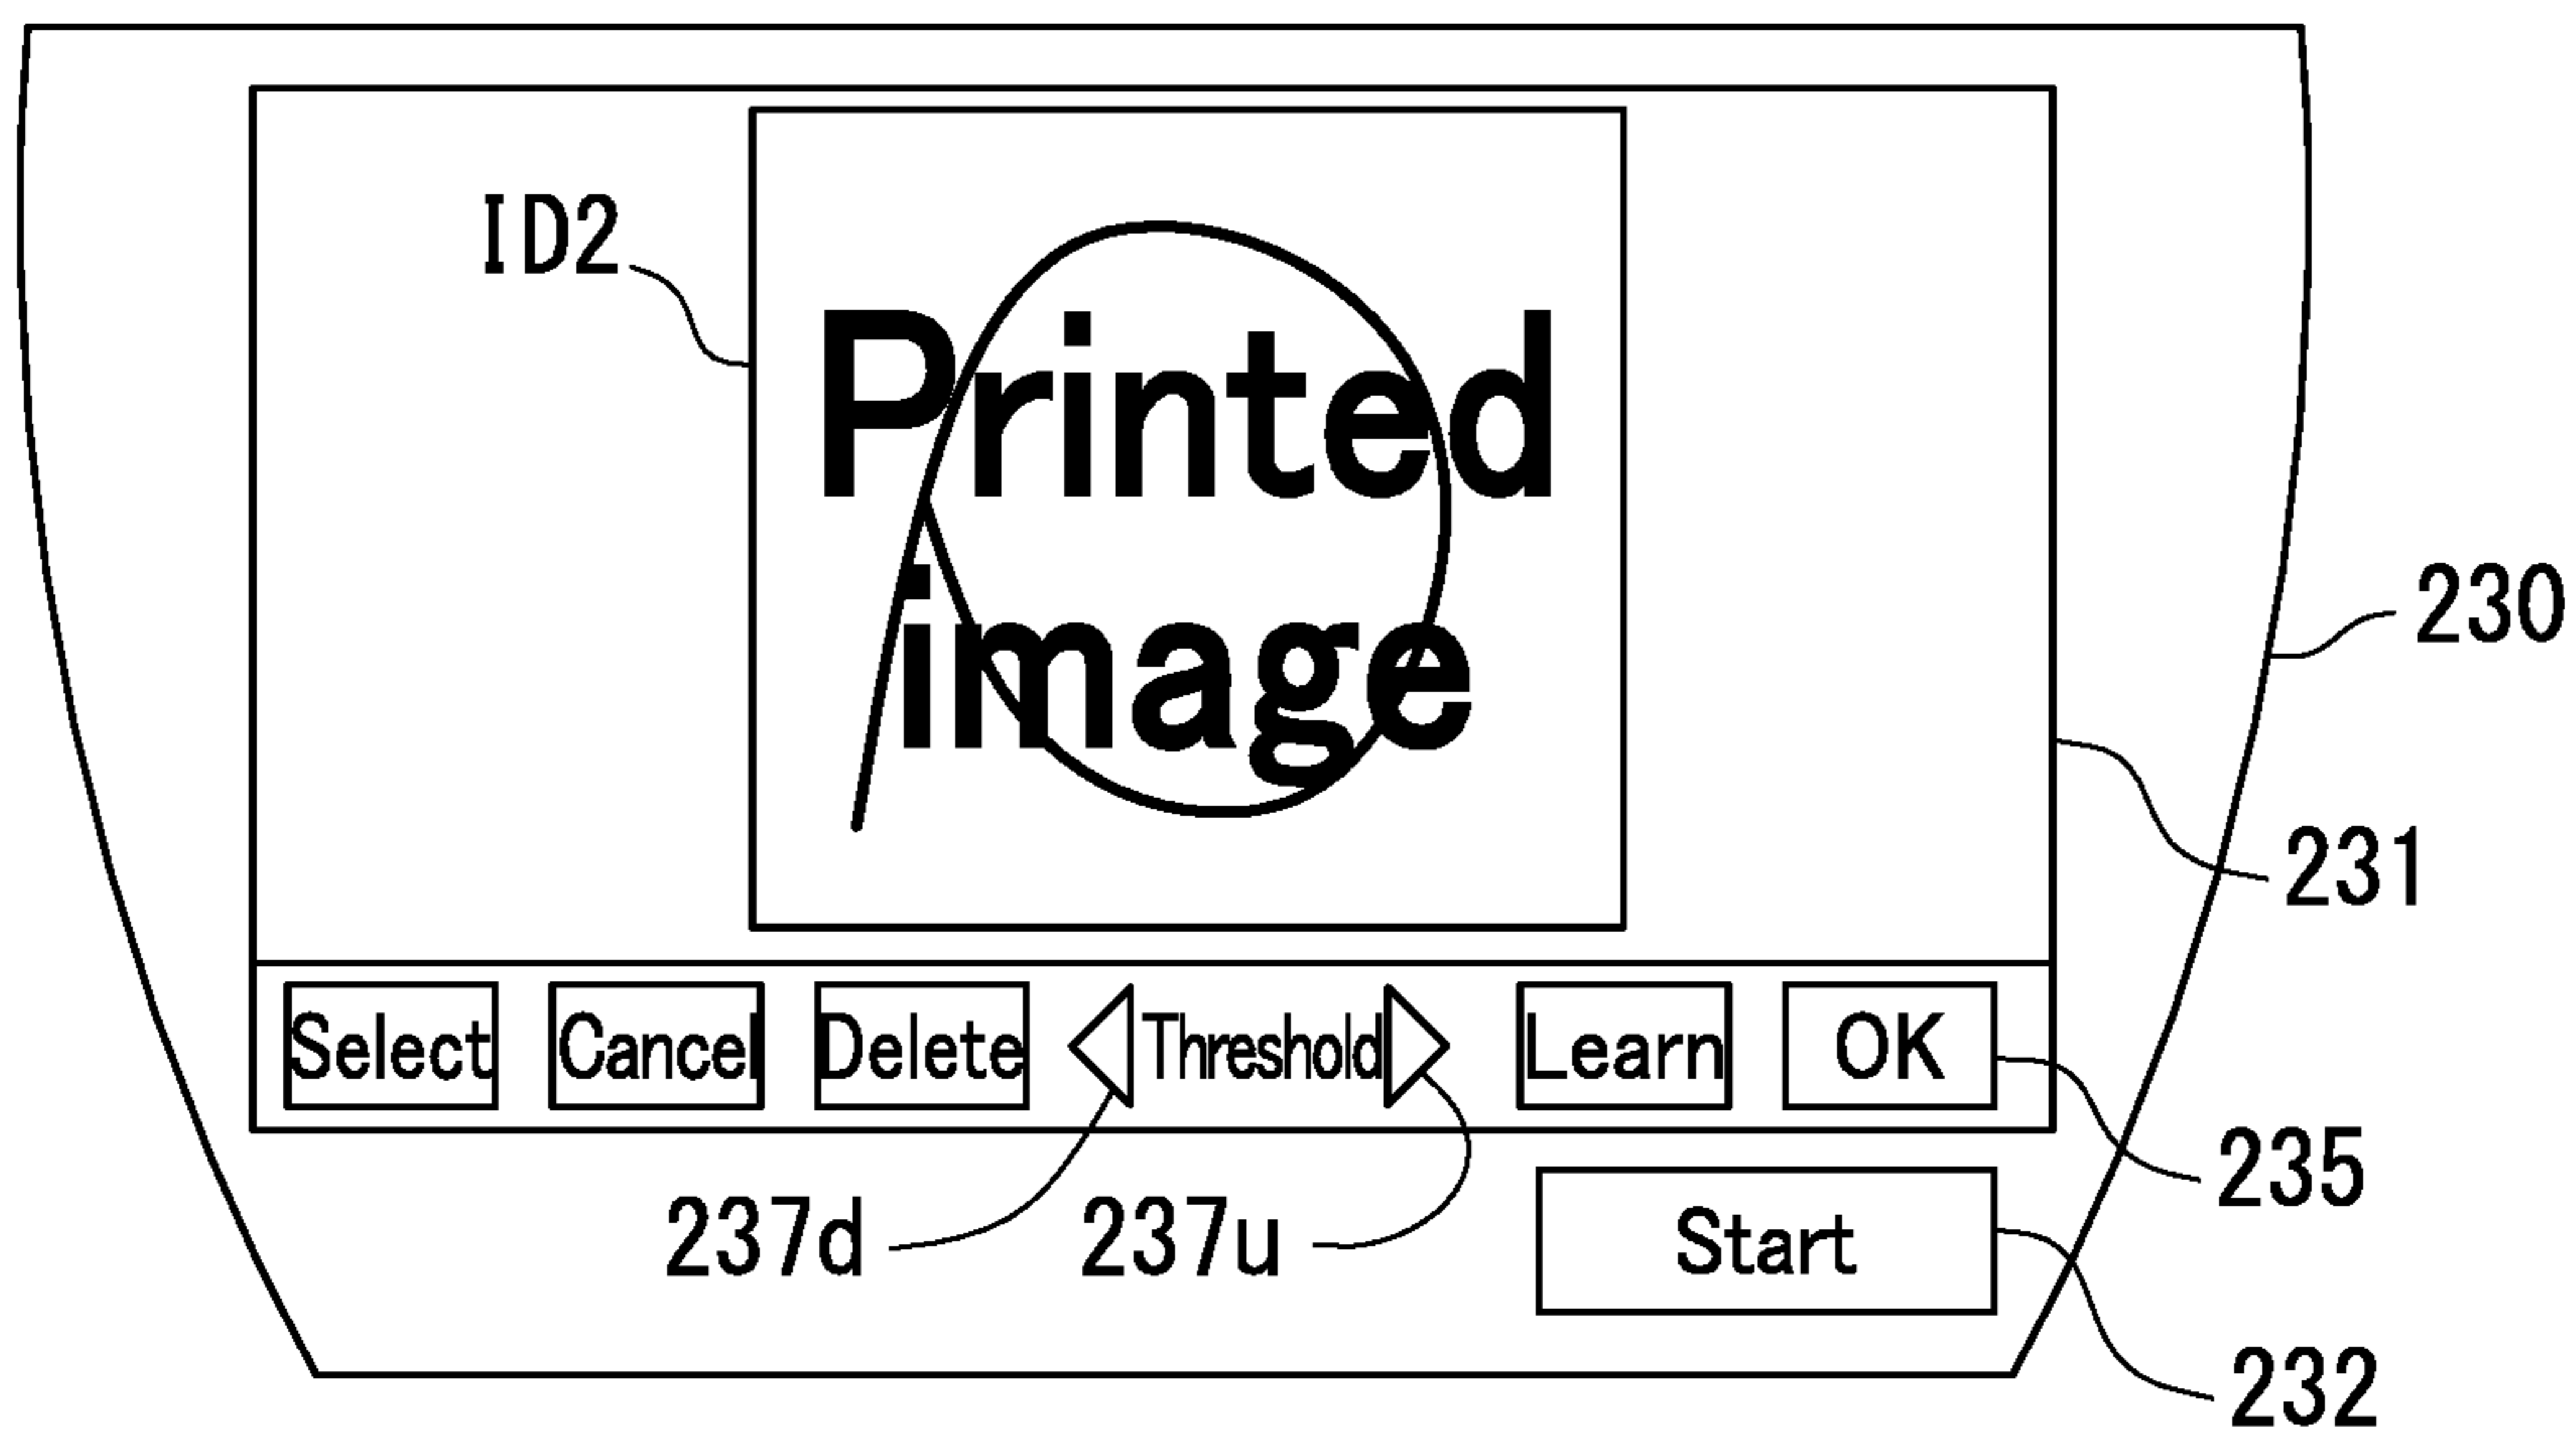 ID2
Printed
image
230
231
Select Cancel Delete Threshold Learn OK
235
237d 237u
Start
232